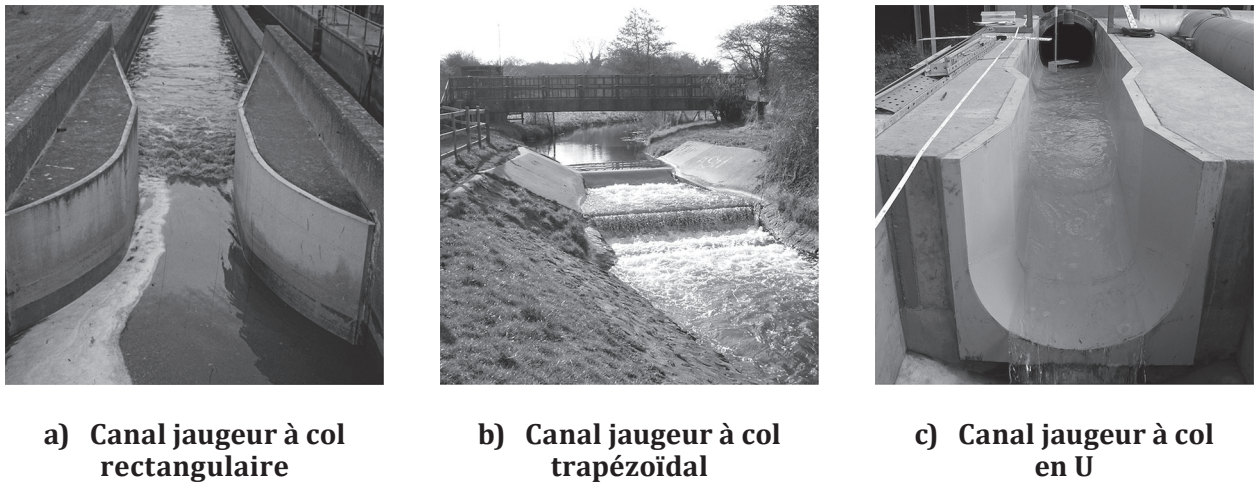 a) Canal jaugeur à col
rectangulaire
b) Canal jaugeur à col
trapézoïdal
c) Canal jaugeur à col
en U